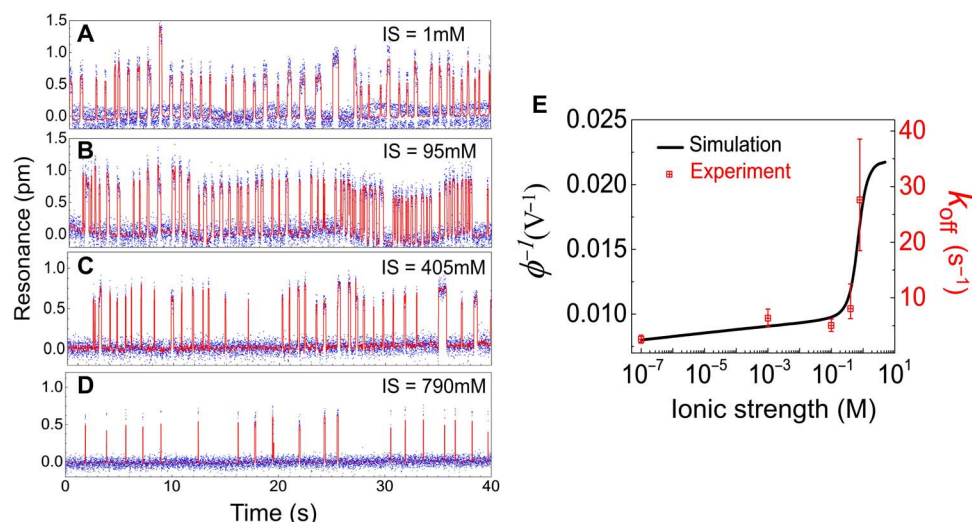 A
IS = 1mM
1.5
1.0
0.5
0.0
B
IS = 95mM
1.5
1.0
0.5
0.0
C
IS = 405mM
1.0
0.5
0.0
D
IS = 790mM
1.0
0.5
0.0
0 10 20 30 40
Time (s)
Resonance (pm)
E
0.025
0.020
0.015
0.010
ϕ⁻¹(V⁻¹)
Simulation
Experiment
40
30
20
10
0
k_off (s⁻¹)
10⁻⁷ 10⁻⁵ 10⁻³ 10⁻¹ 10¹
Ionic strength (M)